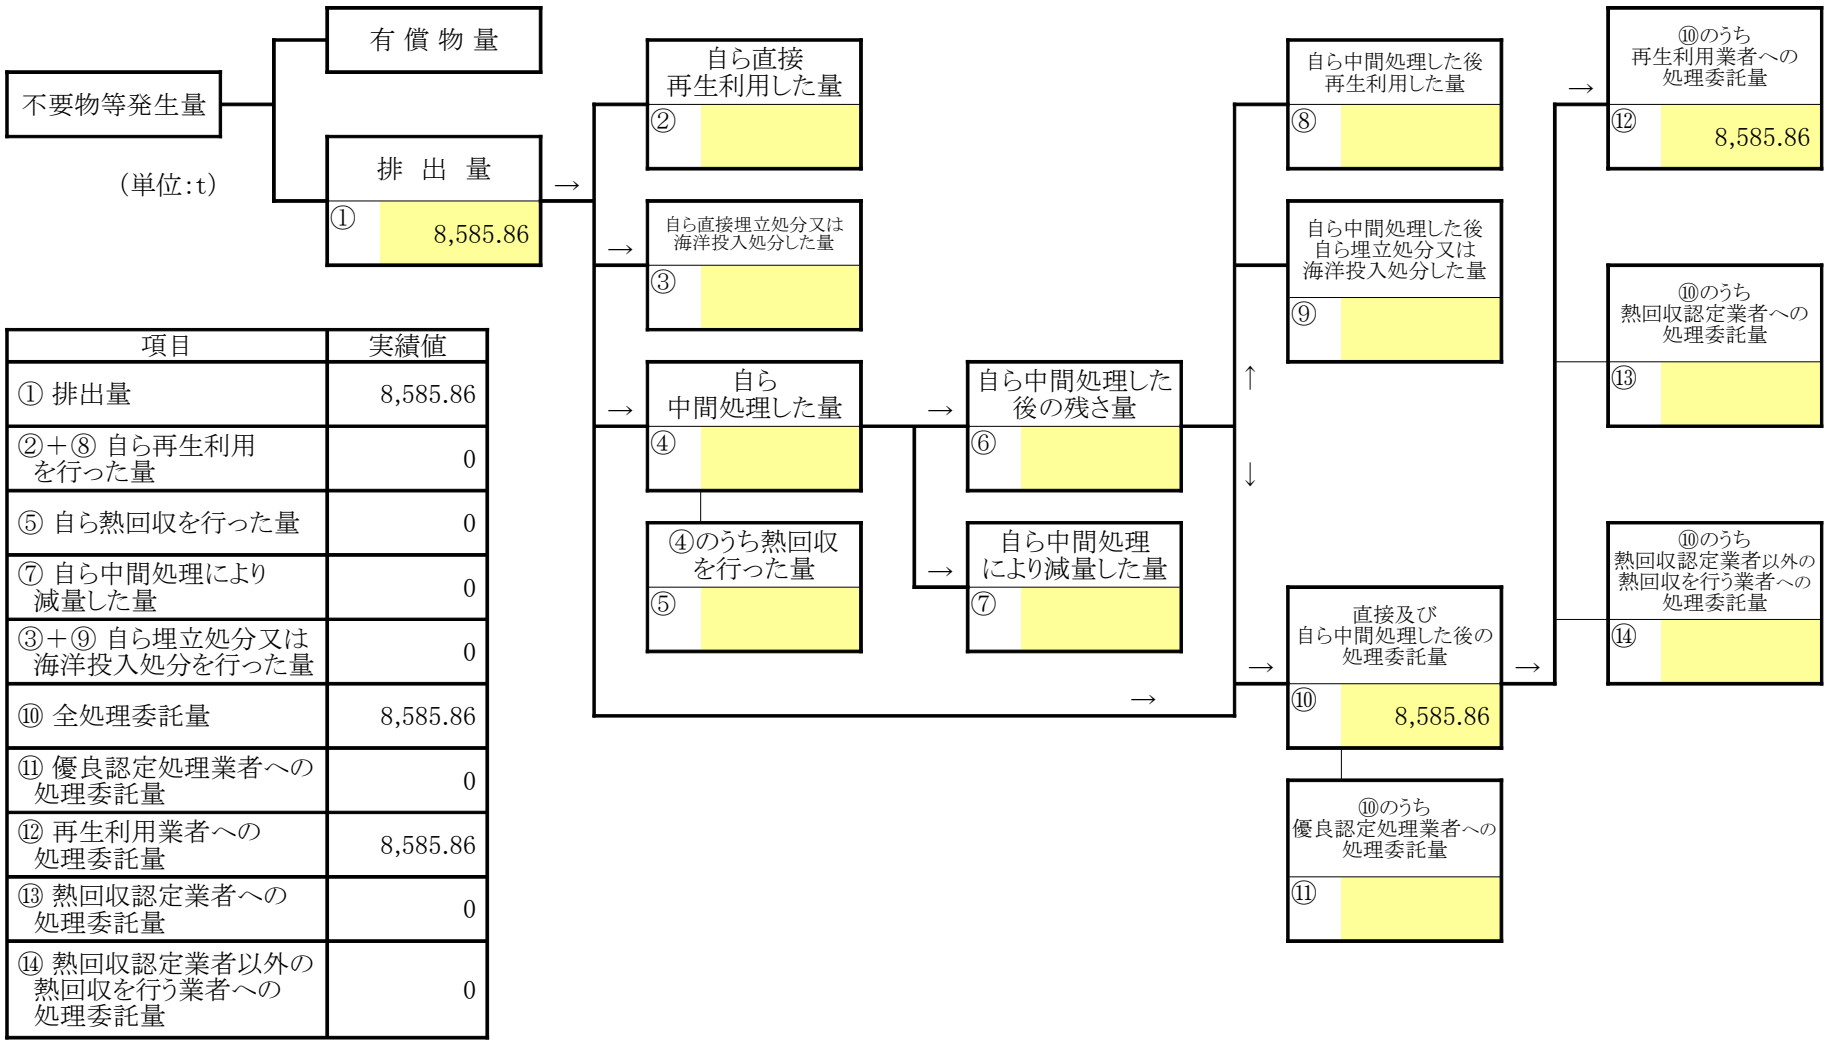 不要物等発生量
(単位:t)
有 償 物 量
排 出 量
①
8,585.86
→
自ら直接
再生利用した量
②
→
自ら直接埋立処分又は
海洋投入処分した量
③
→
自ら
中間処理した量
④
④のうち熱回収
を行った量
⑤
→
自ら中間処理した
後の残さ量
⑥
→
自ら中間処理
により減量した量
⑦
→
↑
↓
自ら中間処理した後
再生利用した量
⑧
自ら中間処理した後
自ら埋立処分又は
海洋投入処分した量
⑨
→
直接及び
自ら中間処理した後の
処理委託量
⑩
8,585.86
⑩のうち
優良認定処理業者への
処理委託量
⑪
→
→
⑩のうち
再生利用業者への
処理委託量
⑫
8,585.86
⑩のうち
熱回収認定業者への
処理委託量
⑬
⑩のうち
熱回収認定業者以外の
熱回収を行う業者への
処理委託量
⑭
項目 実績値
① 排出量 8,585.86
②+⑧ 自ら再生利用
を行った量 0
⑤ 自ら熱回収を行った量 0
⑦ 自ら中間処理により
減量した量 0
③+⑨ 自ら埋立処分又は
海洋投入処分を行った量 0
⑩ 全処理委託量 8,585.86
⑪ 優良認定処理業者への
処理委託量 0
⑫ 再生利用業者への
処理委託量 8,585.86
⑬ 熱回収認定業者への
処理委託量 0
⑭ 熱回収認定業者以外の
熱回収を行う業者への
処理委託量 0